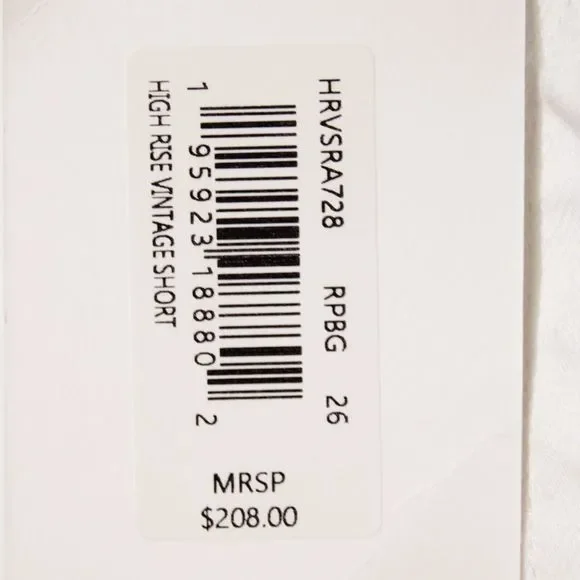 HRVSRA728 RPBG 26
1 95923 18880 2
HIGH RISE VINTAGE SHORT
MRSP
$208.00